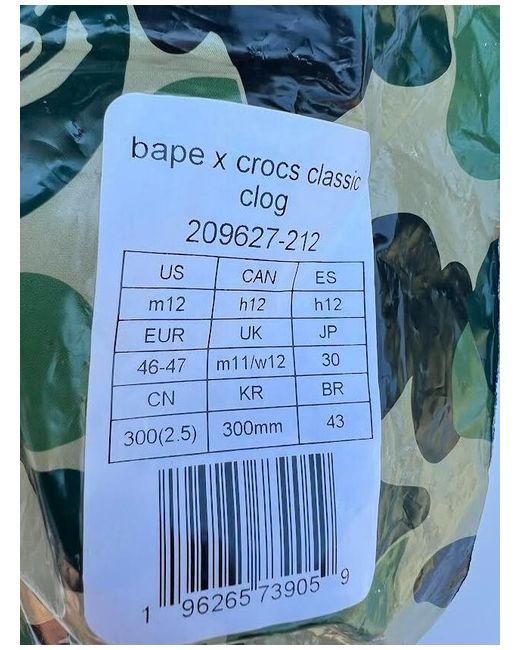 bape x crocs classic
clog
209627-212
US CAN ES
m12 h12 h12
EUR UK JP
46-47 m11/w12 30
CN KR BR
300(2.5) 300mm 43
1 96265 73905 9